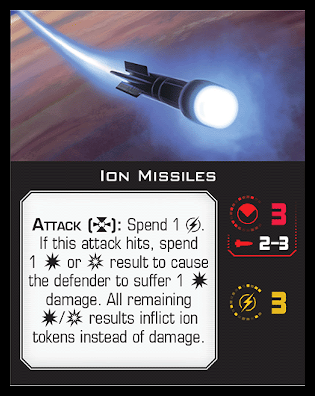 Ion Missiles
Attack ( ): Spend 1 .
If this attack hits, spend
1 or result to cause
the defender to suffer 1
damage. All remaining
/ results inflict ion
tokens instead of damage.
3
2–3
3